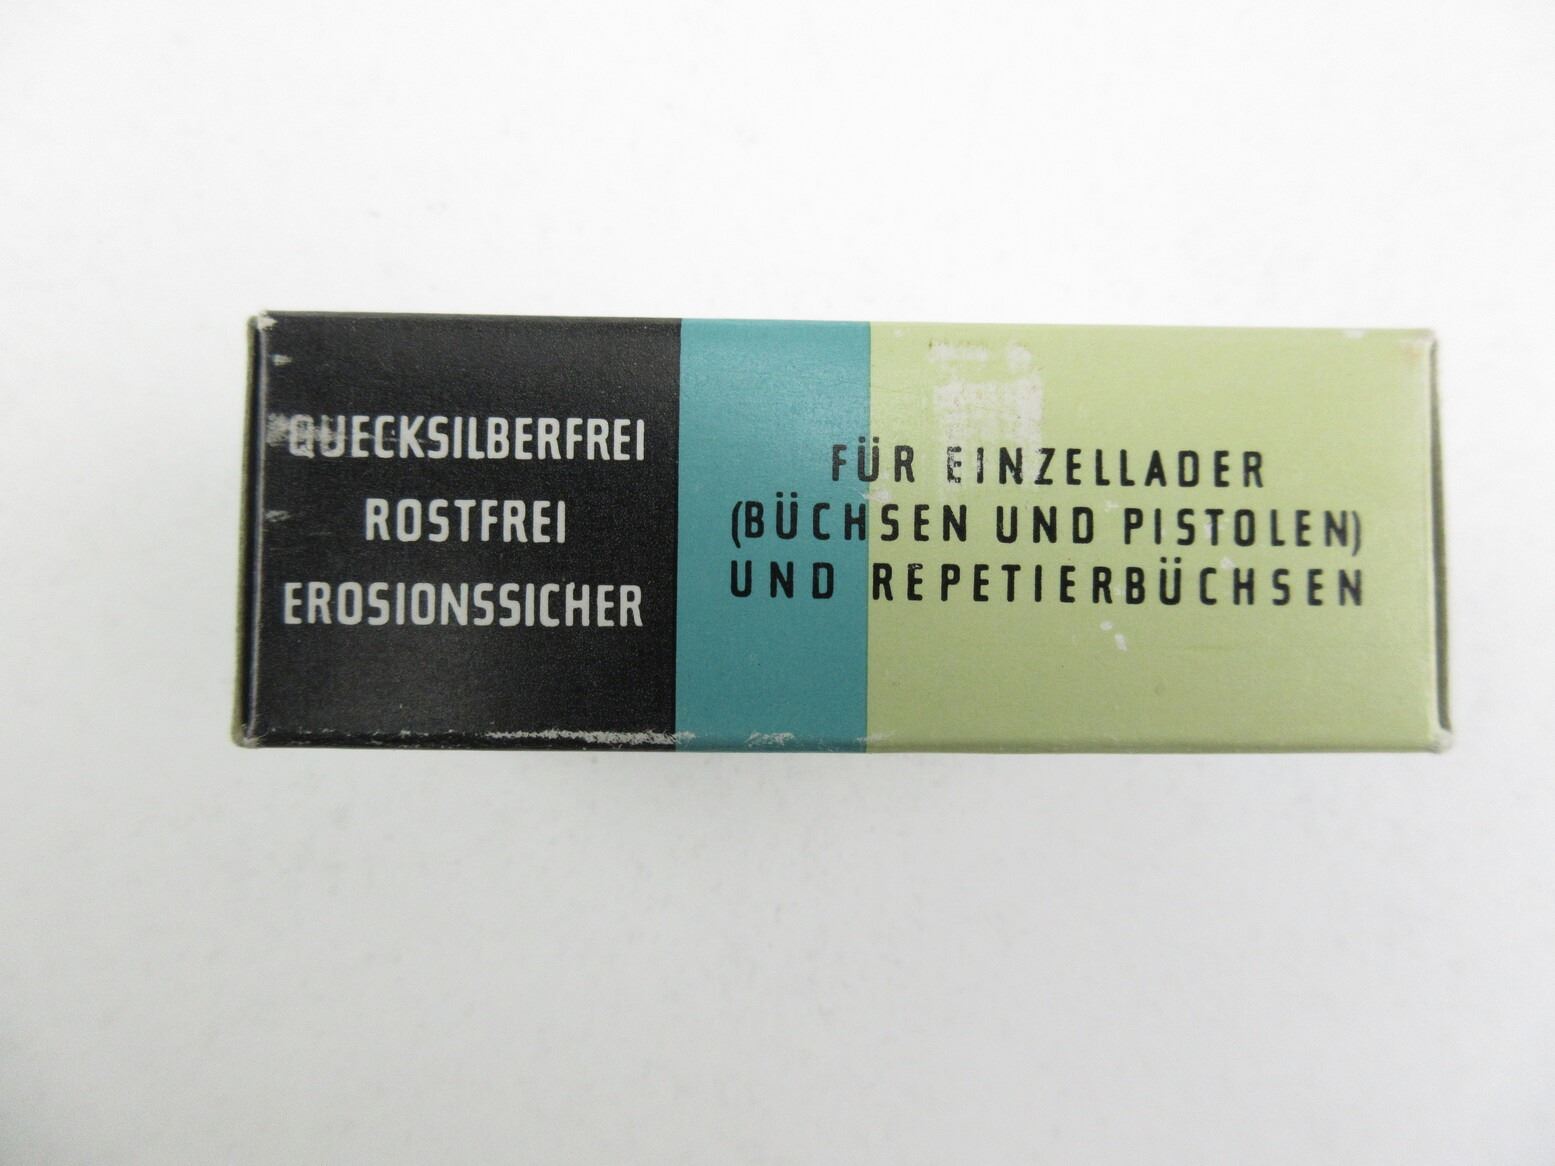 QUECKSILBERFREI
ROSTFREI
EROSIONSSICHER
FÜR EINZELLADER
(BÜCHSEN UND PISTOLEN)
UND REPETIERBÜCHSEN